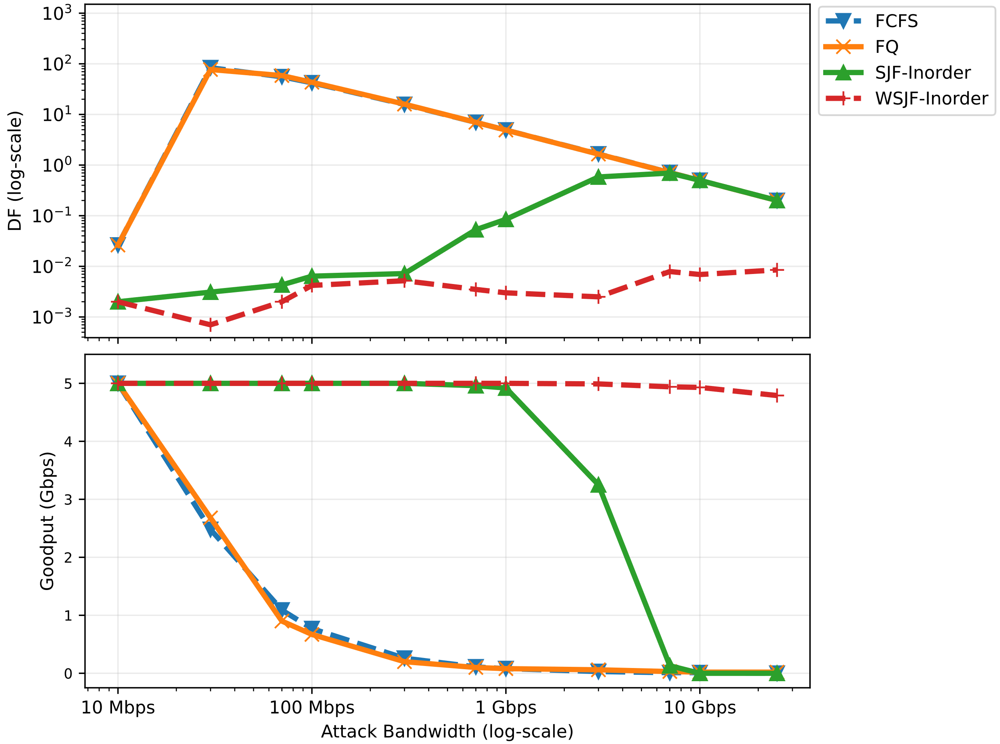 DF (log-scale)
10³
10²
10¹
10⁰
10⁻¹
10⁻²
10⁻³
FCFS
FQ
SJF-Inorder
WSJF-Inorder
Goodput (Gbps)
5
4
3
2
1
0
10 Mbps 100 Mbps 1 Gbps 10 Gbps
Attack Bandwidth (log-scale)